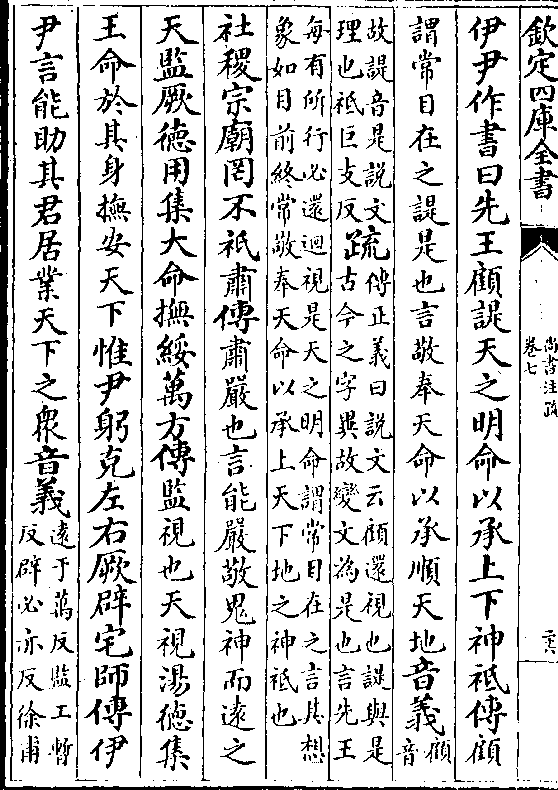 欽定四庫全書
尚書注疏
卷七
二六
伊尹作書曰先王顧諟天之明命以承上下神祗傳顧
謂常目在之諟是也言敬奉天命以承順天地音義顧音
故諟音是說文
理也祗巨支反
疏
傳正義曰說文云顧還視也諟與是
古今之字異故變文為是也言先王
每有所行必還迴視是天之明命謂常目在之言其想
象如目前終常敬奉天命以承上天下地之神祗也
社稷宗廟罔不祗肅傳肅嚴也言能嚴敬鬼神而遠之
天監厥德用集大命撫綏萬方傳監視也天視湯德集
王命於其身撫安天下惟尹躬克左右厥辟宅師傳伊
尹言能助其君居業天下之衆音義
遠于萬反監工暫
反辟必亦反徐甫